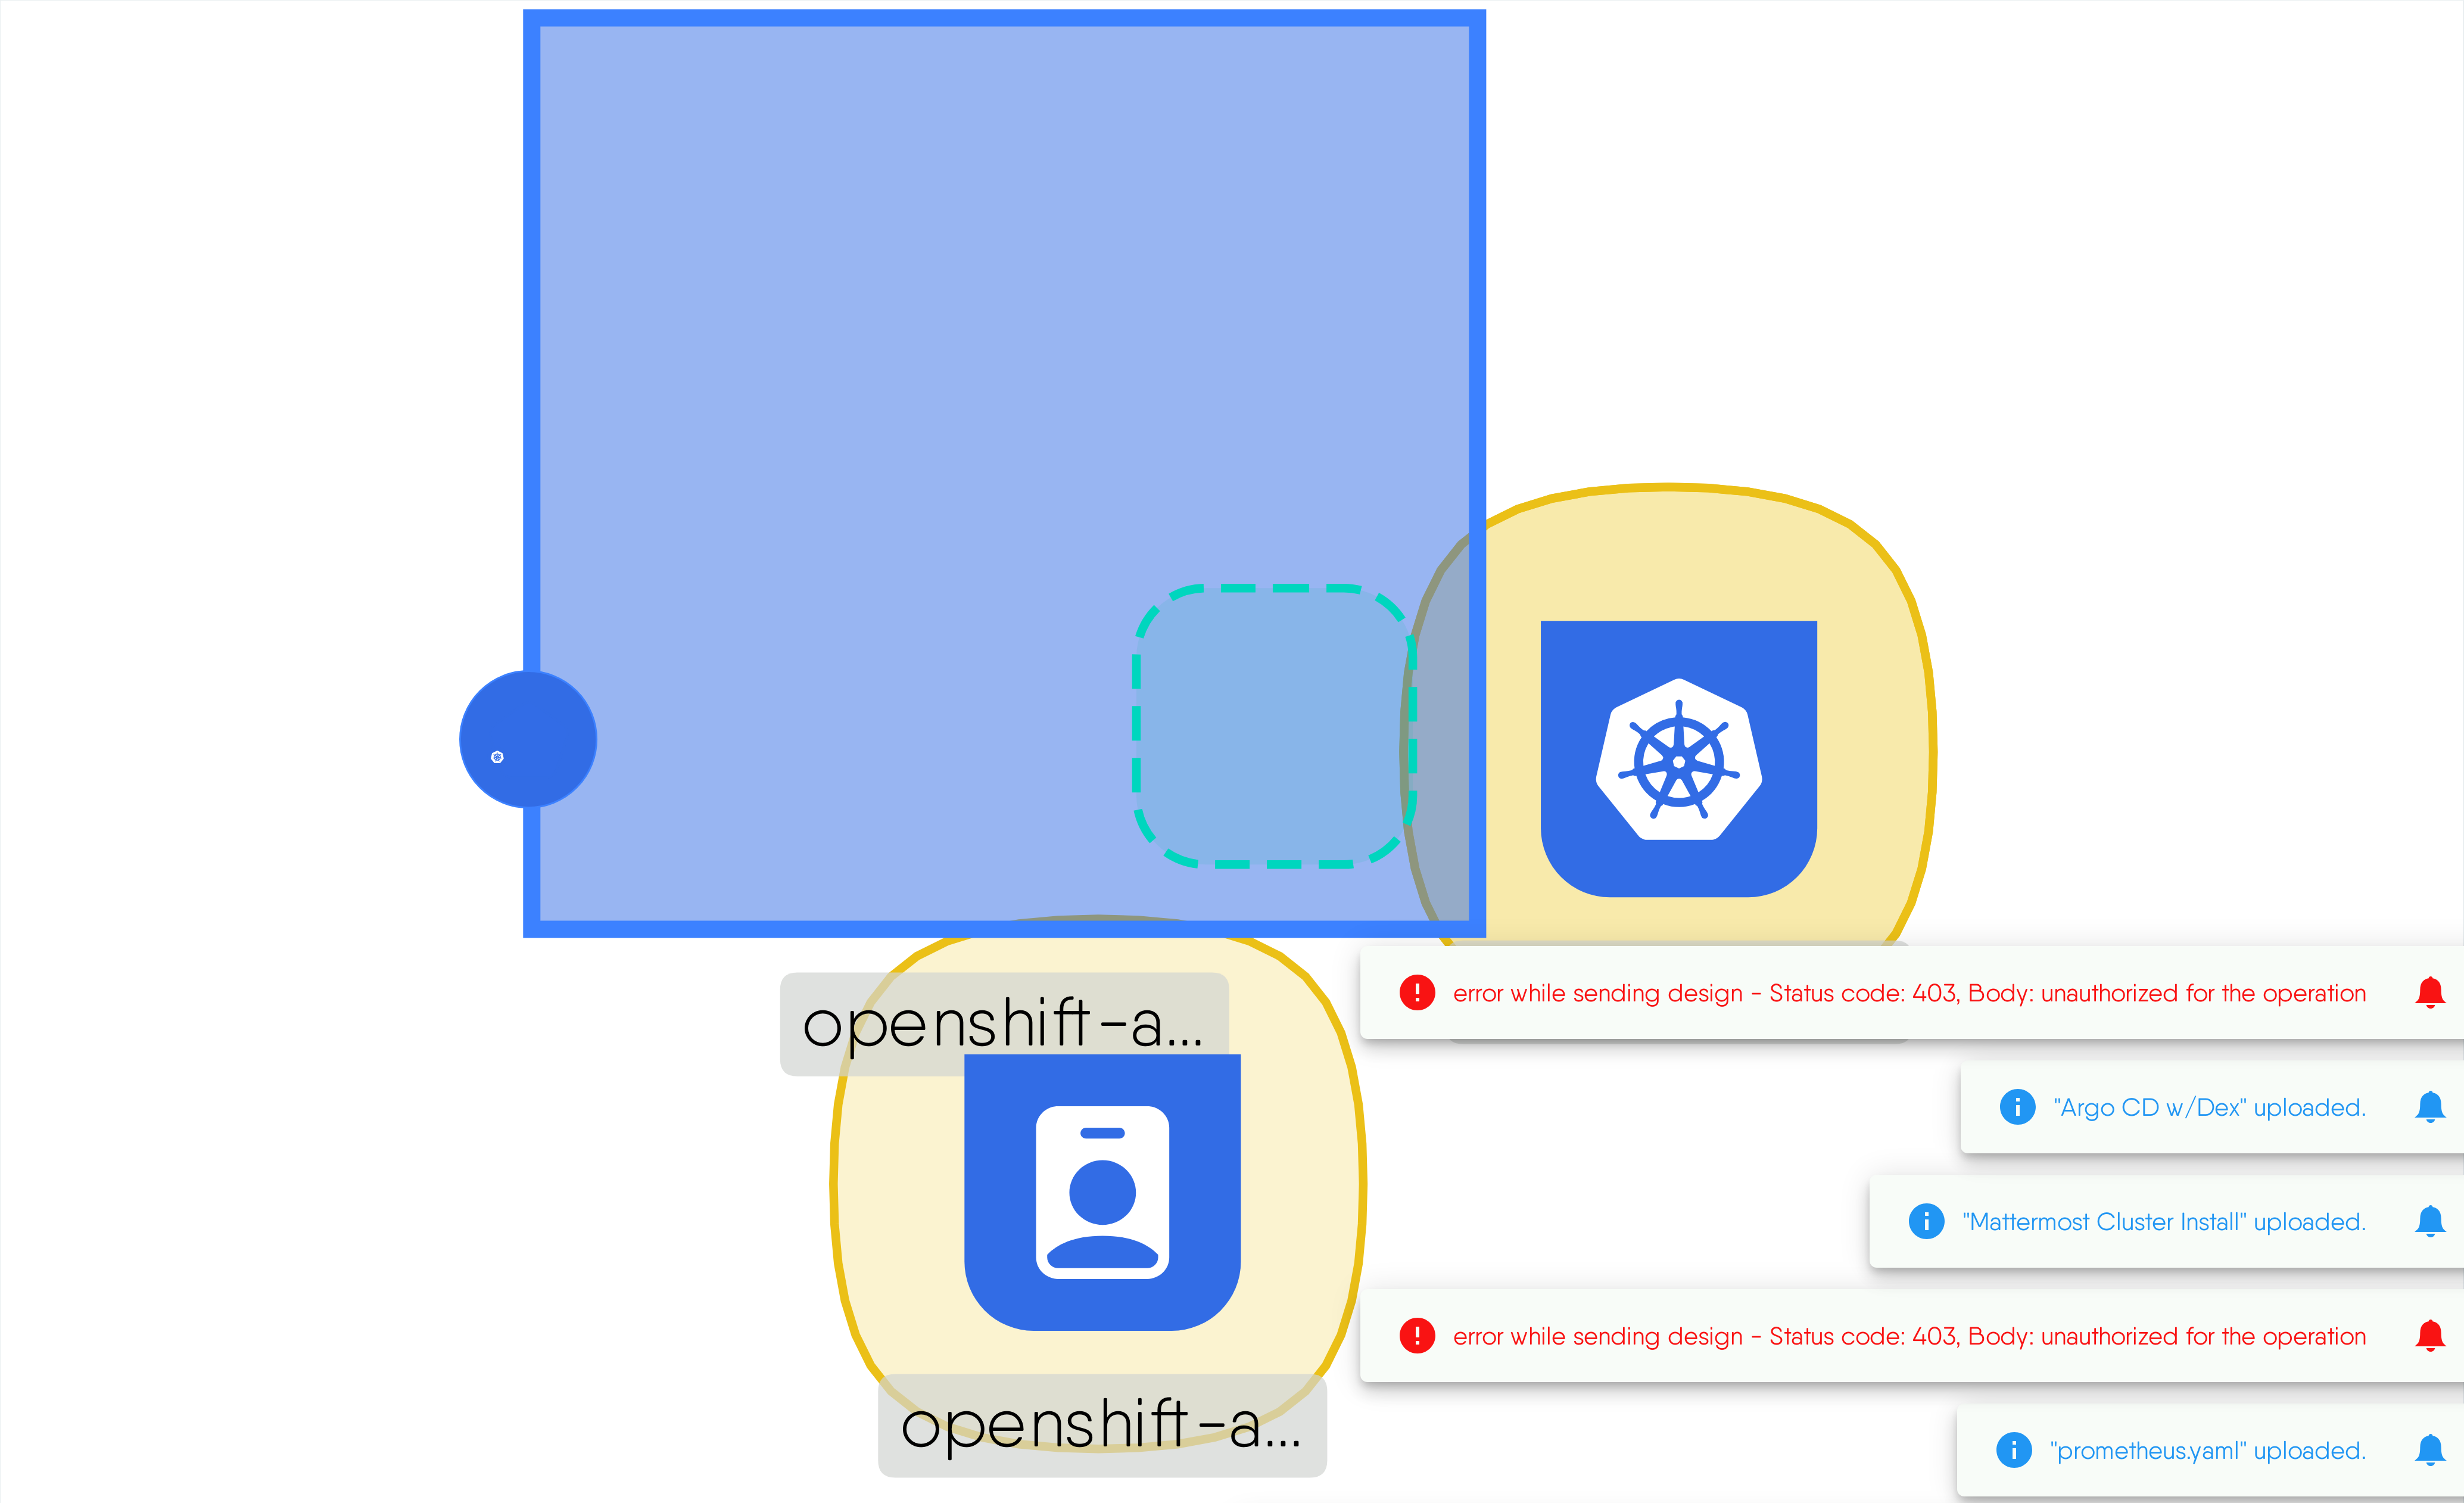 openshift-a...
openshift-a...
error while sending design - Status code: 403, Body: unauthorized for the operation
"Argo CD w/Dex" uploaded.
"Mattermost Cluster Install" uploaded.
error while sending design - Status code: 403, Body: unauthorized for the operation
"prometheus.yaml" uploaded.